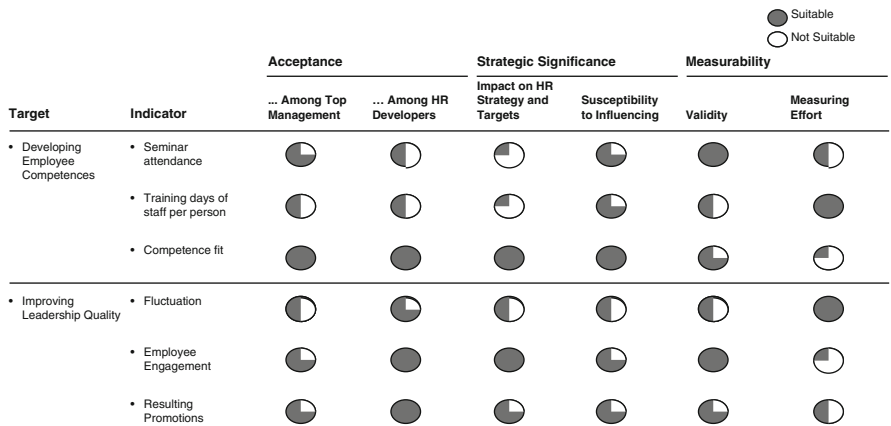 Suitable
Not Suitable
Acceptance
Strategic Significance
Measurability
Target
Indicator
... Among Top
Management
... Among HR
Developers
Impact on HR
Strategy and
Targets
Susceptibility
to Influencing
Validity
Measuring
Effort
• Developing
Employee
Competences
• Seminar
attendance
• Training days of
staff per person
• Competence fit
• Improving
Leadership Quality
• Fluctuation
• Employee
Engagement
• Resulting
Promotions